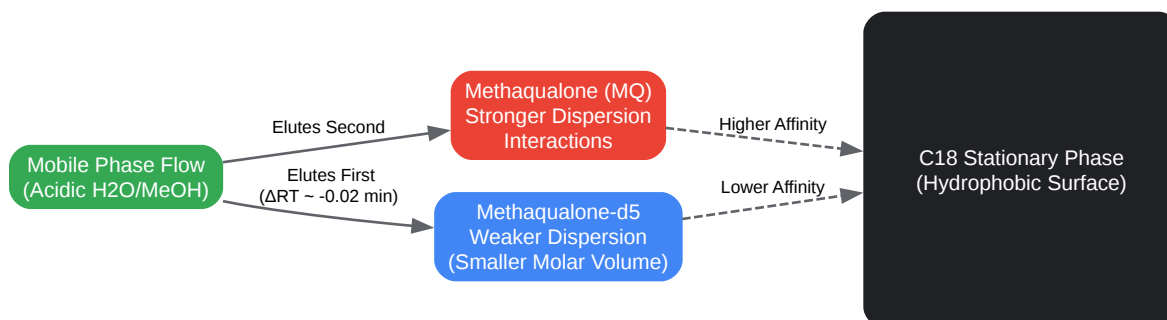 Mobile Phase Flow
(Acidic H2O/MeOH)
Elutes Second
Elutes First
(ΔRT ~ -0.02 min)
Methaqualone (MQ)
Stronger Dispersion
Interactions
Methaqualone-d5
Weaker Dispersion
(Smaller Molar Volume)
Higher Affinity
Lower Affinity
C18 Stationary Phase
(Hydrophobic Surface)